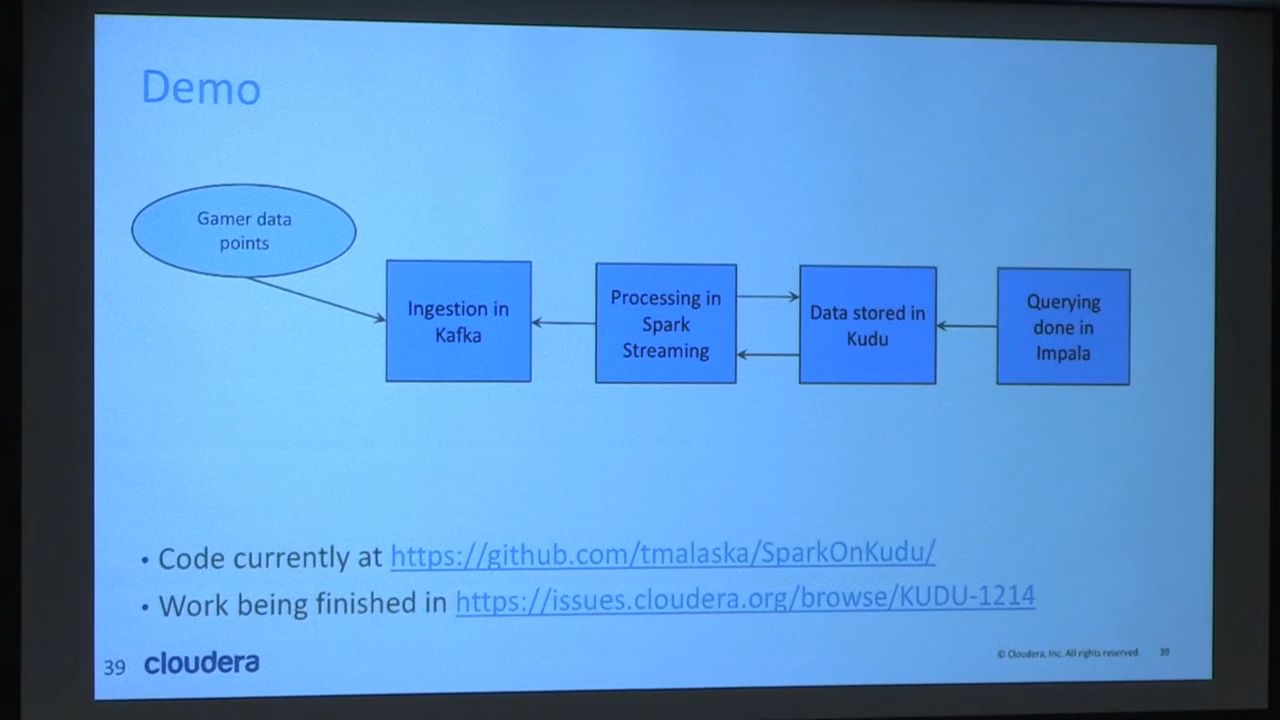 Demo
Gamer data
points
Ingestion in
Kafka
Processing in
Spark
Streaming
Data stored in
Kudu
Querying
done in
Impala
• Code currently at https://github.com/tmalaska/SparkOnKudu/
• Work being finished in https://issues.cloudera.org/browse/KUDU-1214
39 cloudera
© Cloudera, Inc. All rights reserved. 39